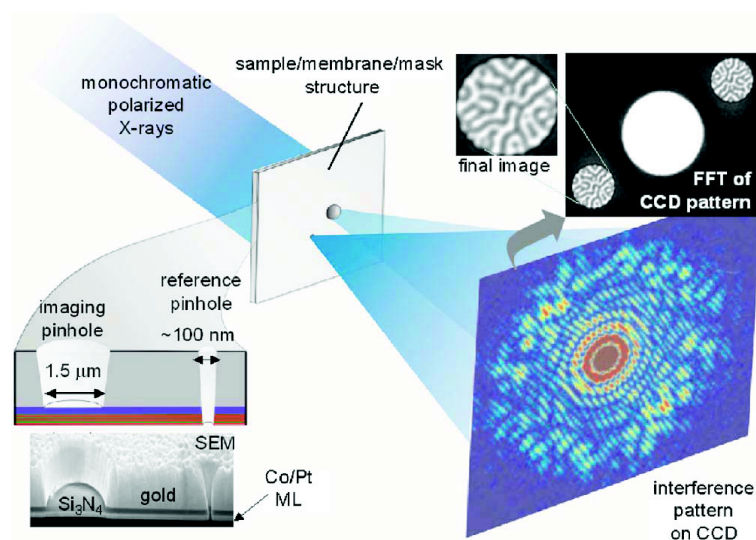 monochromatic
polarized
X-rays
sample/membrane/mask
structure
final image
FFT of
CCD pattern
reference
pinhole
~100 nm
imaging
pinhole
1.5 μm
SEM
Si₃N₄
gold
Co/Pt
ML
interference
pattern
on CCD